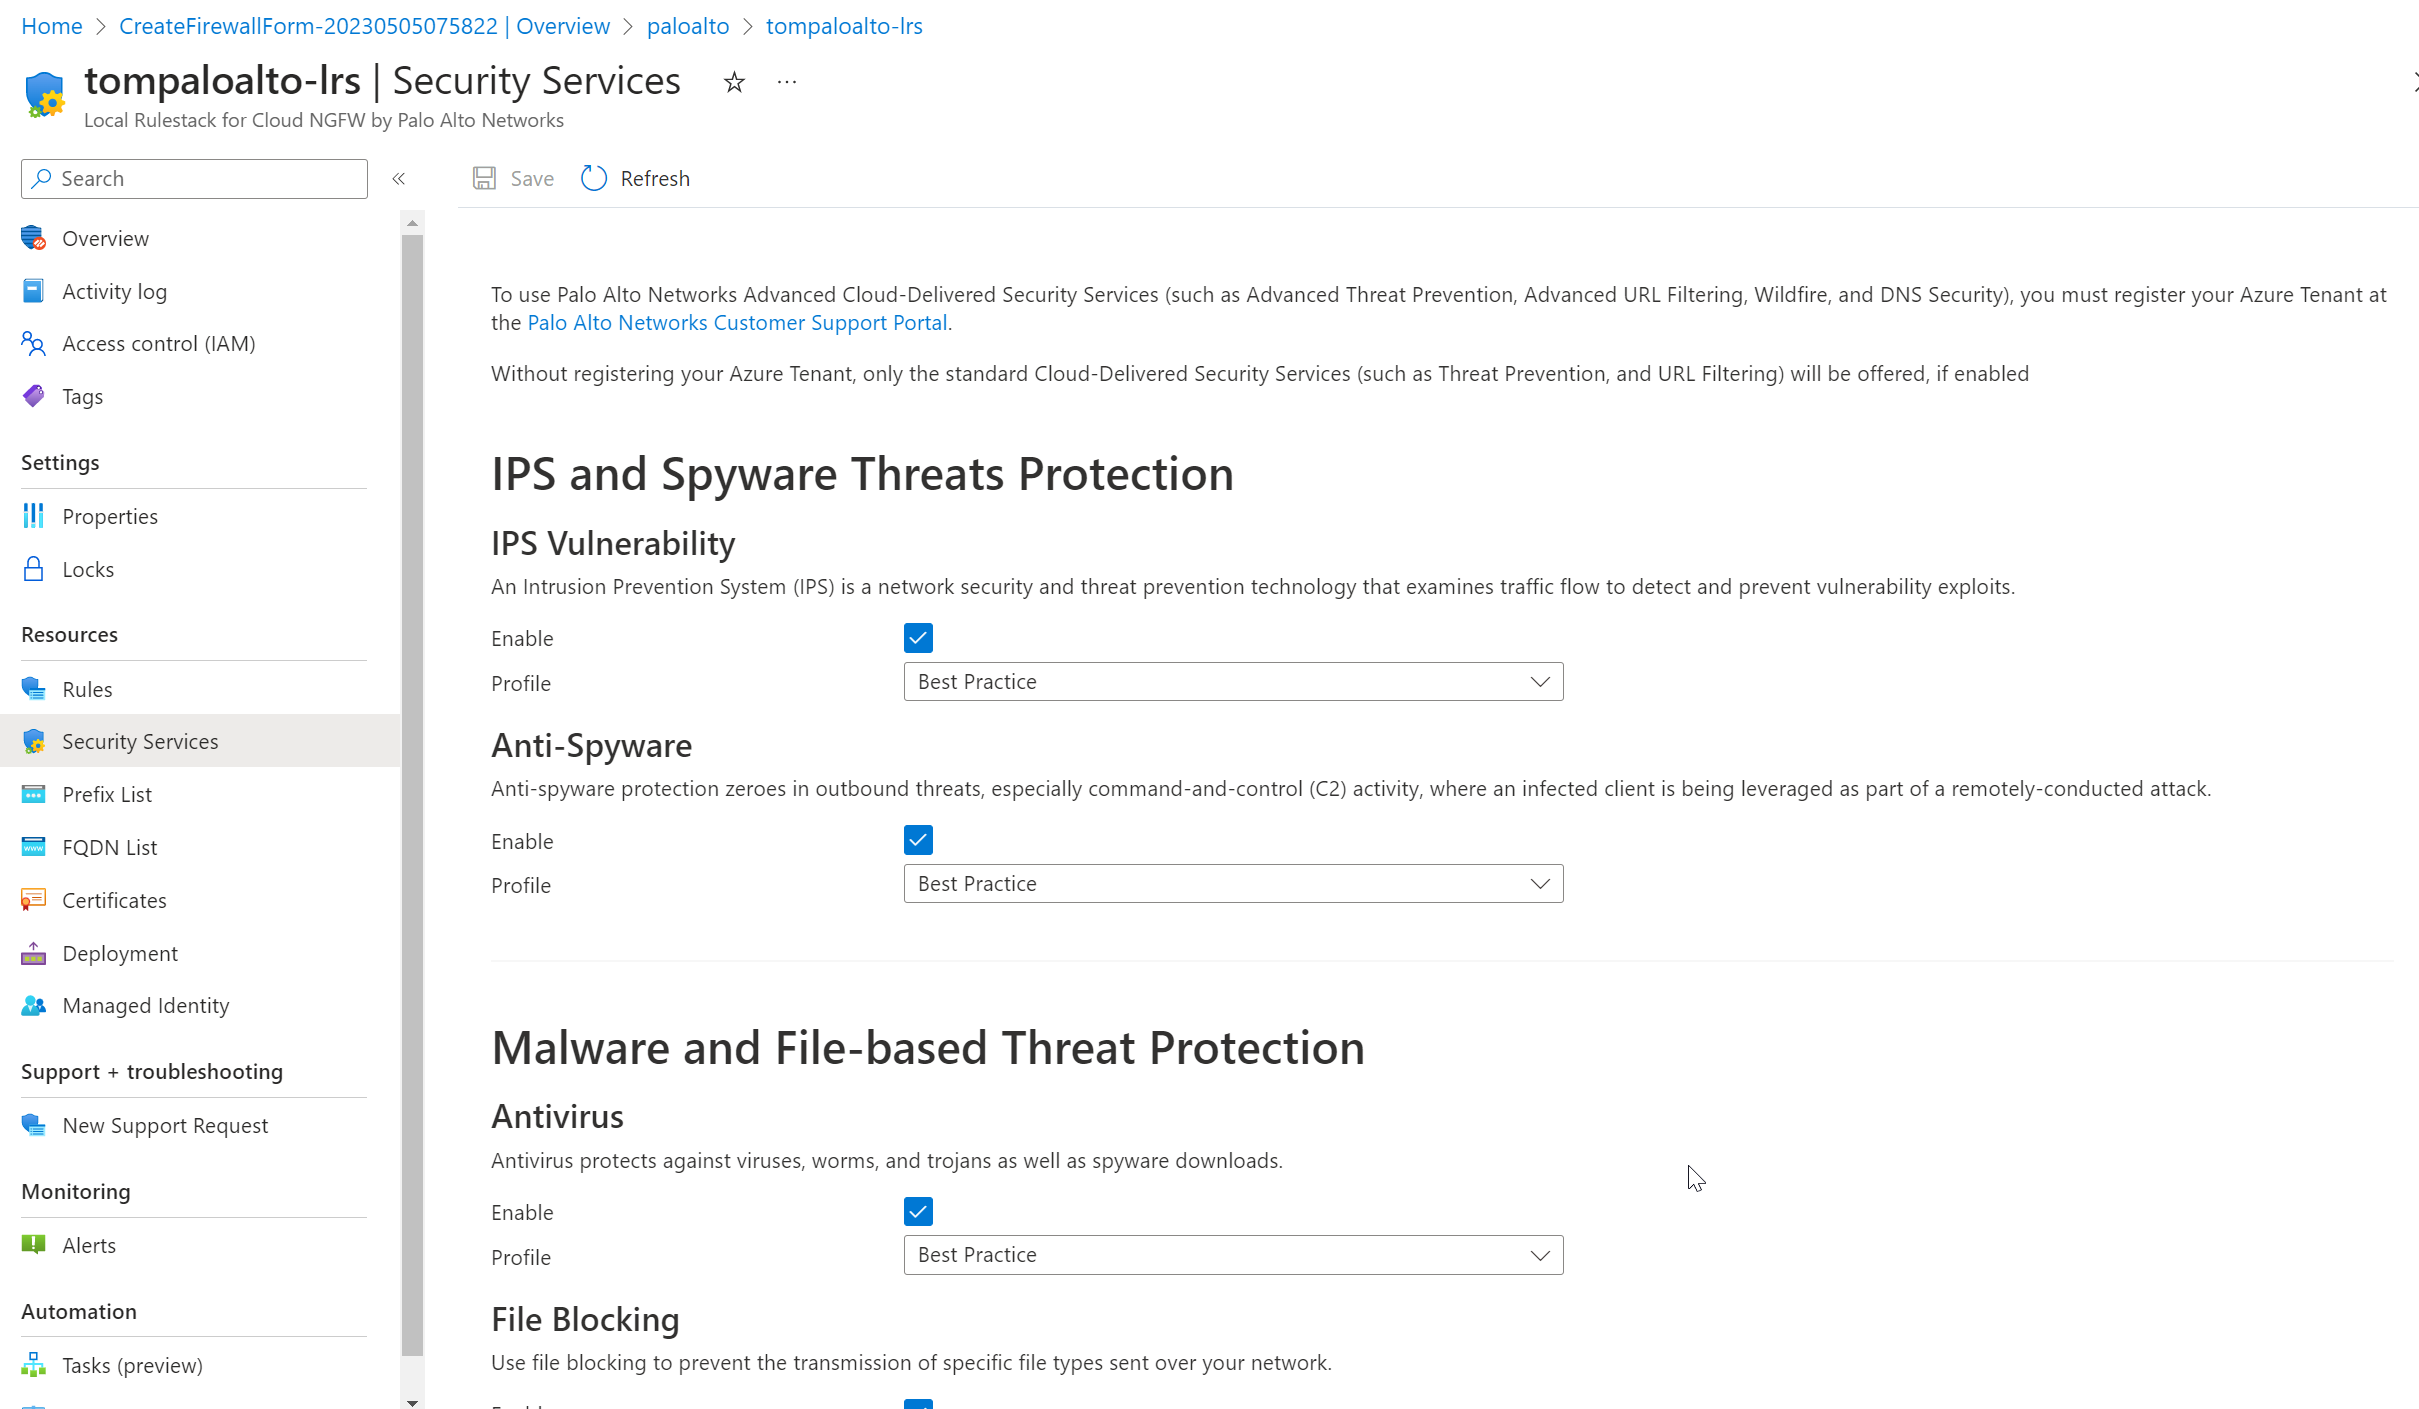 Home > CreateFirewallForm-20230505075822 | Overview > paloalto > tompaloalto-lrs
tompaloalto-lrs | Security Services
Local Rulestack for Cloud NGFW by Palo Alto Networks
Search
Save
Refresh
Overview
Activity log
Access control (IAM)
Tags
Settings
Properties
Locks
Resources
Rules
Security Services
Prefix List
FQDN List
Certificates
Deployment
Managed Identity
Support + troubleshooting
New Support Request
Monitoring
Alerts
Automation
Tasks (preview)
To use Palo Alto Networks Advanced Cloud-Delivered Security Services (such as Advanced Threat Prevention, Advanced URL Filtering, Wildfire, and DNS Security), you must register your Azure Tenant at
the Palo Alto Networks Customer Support Portal.
Without registering your Azure Tenant, only the standard Cloud-Delivered Security Services (such as Threat Prevention, and URL Filtering) will be offered, if enabled
IPS and Spyware Threats Protection
IPS Vulnerability
An Intrusion Prevention System (IPS) is a network security and threat prevention technology that examines traffic flow to detect and prevent vulnerability exploits.
Enable
Profile
Best Practice
Anti-Spyware
Anti-spyware protection zeroes in outbound threats, especially command-and-control (C2) activity, where an infected client is being leveraged as part of a remotely-conducted attack.
Enable
Profile
Best Practice
Malware and File-based Threat Protection
Antivirus
Antivirus protects against viruses, worms, and trojans as well as spyware downloads.
Enable
Profile
Best Practice
File Blocking
Use file blocking to prevent the transmission of specific file types sent over your network.